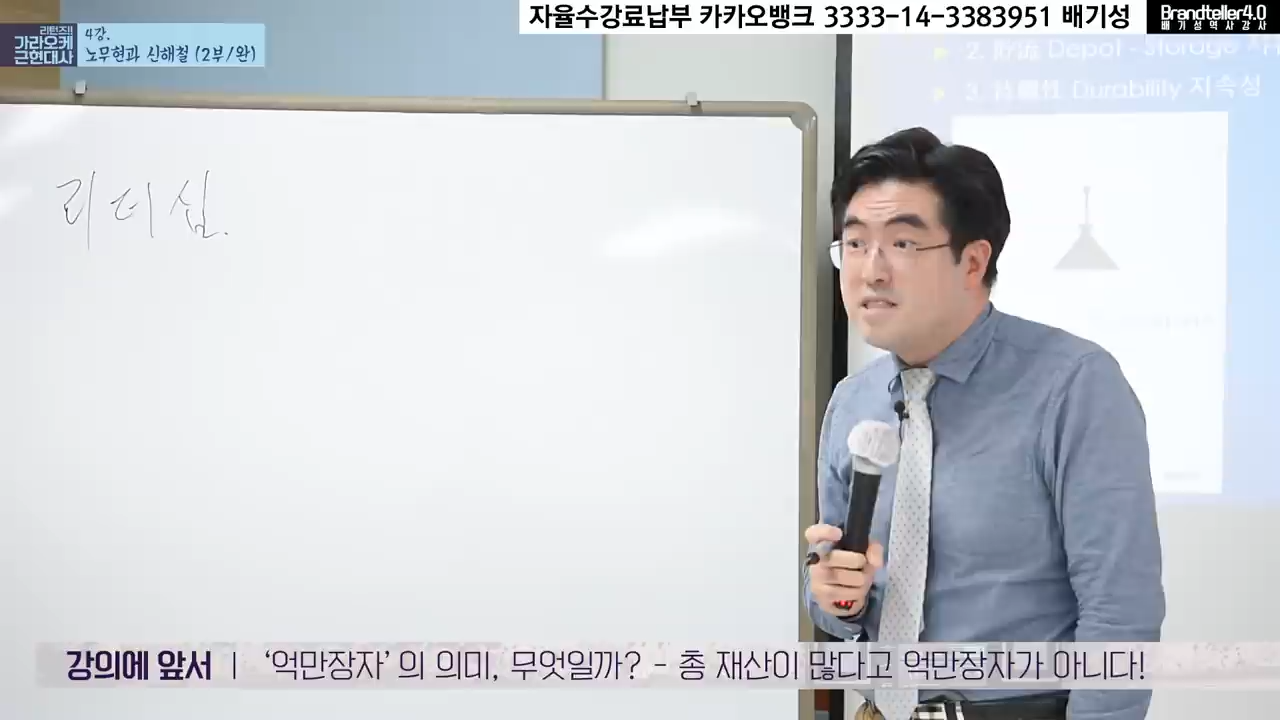 리턴즈!!
가라오케
근현대사
4강.
노무현과 신해철 (2부/완)
자율수강료납부 카카오뱅크 3333-14-3383951 배기성
Brandteller4.0
배기성역사강사
2. Depot - Storage
3. 持續性 Durability 지속성
리더십.
강의에 앞서 | ‘억만장자’의 의미, 무엇일까? - 총 재산이 많다고 억만장자가 아니다!